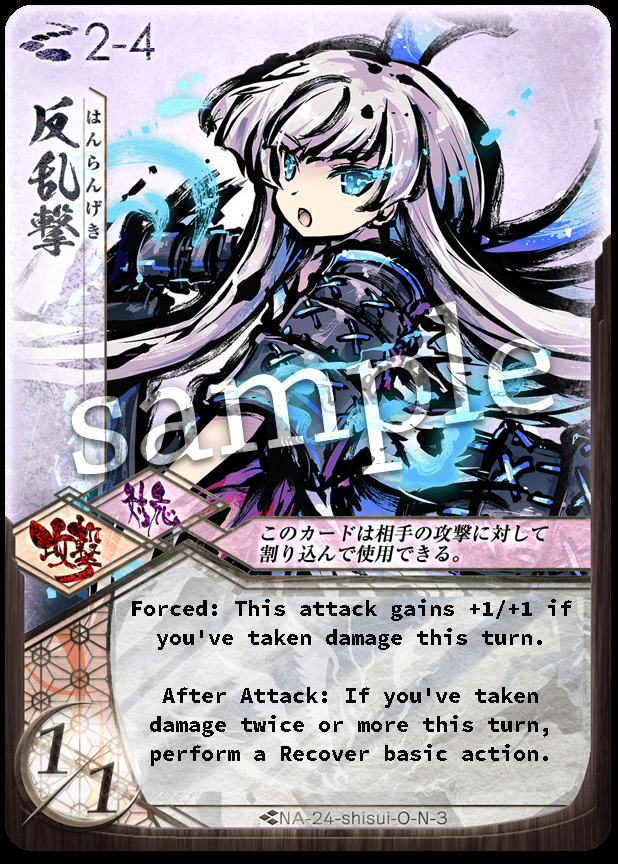 2-4
反乱撃
はんらんげき
sample
攻撃
対応
このカードは相手の攻撃に対して
割り込んで使用できる。
Forced: This attack gains +1/+1 if
you've taken damage this turn.
After Attack: If you've taken
damage twice or more this turn,
perform a Recover basic action.
1/1
NA-24-shisui-O-N-3